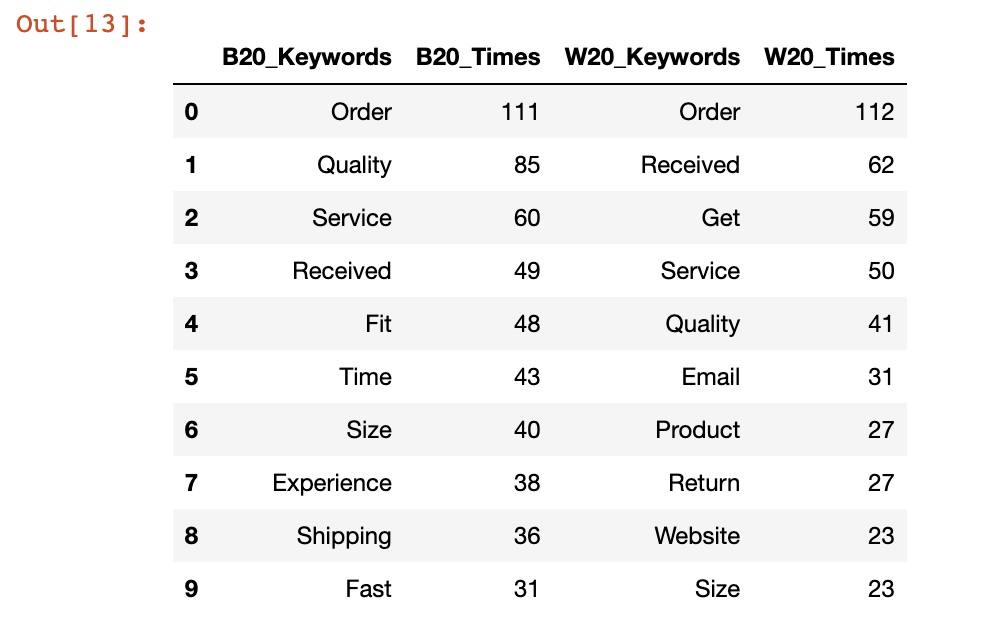 Out[13]:
B20_Keywords B20_Times W20_Keywords W20_Times
0 Order 111 Order 112
1 Quality 85 Received 62
2 Service 60 Get 59
3 Received 49 Service 50
4 Fit 48 Quality 41
5 Time 43 Email 31
6 Size 40 Product 27
7 Experience 38 Return 27
8 Shipping 36 Website 23
9 Fast 31 Size 23